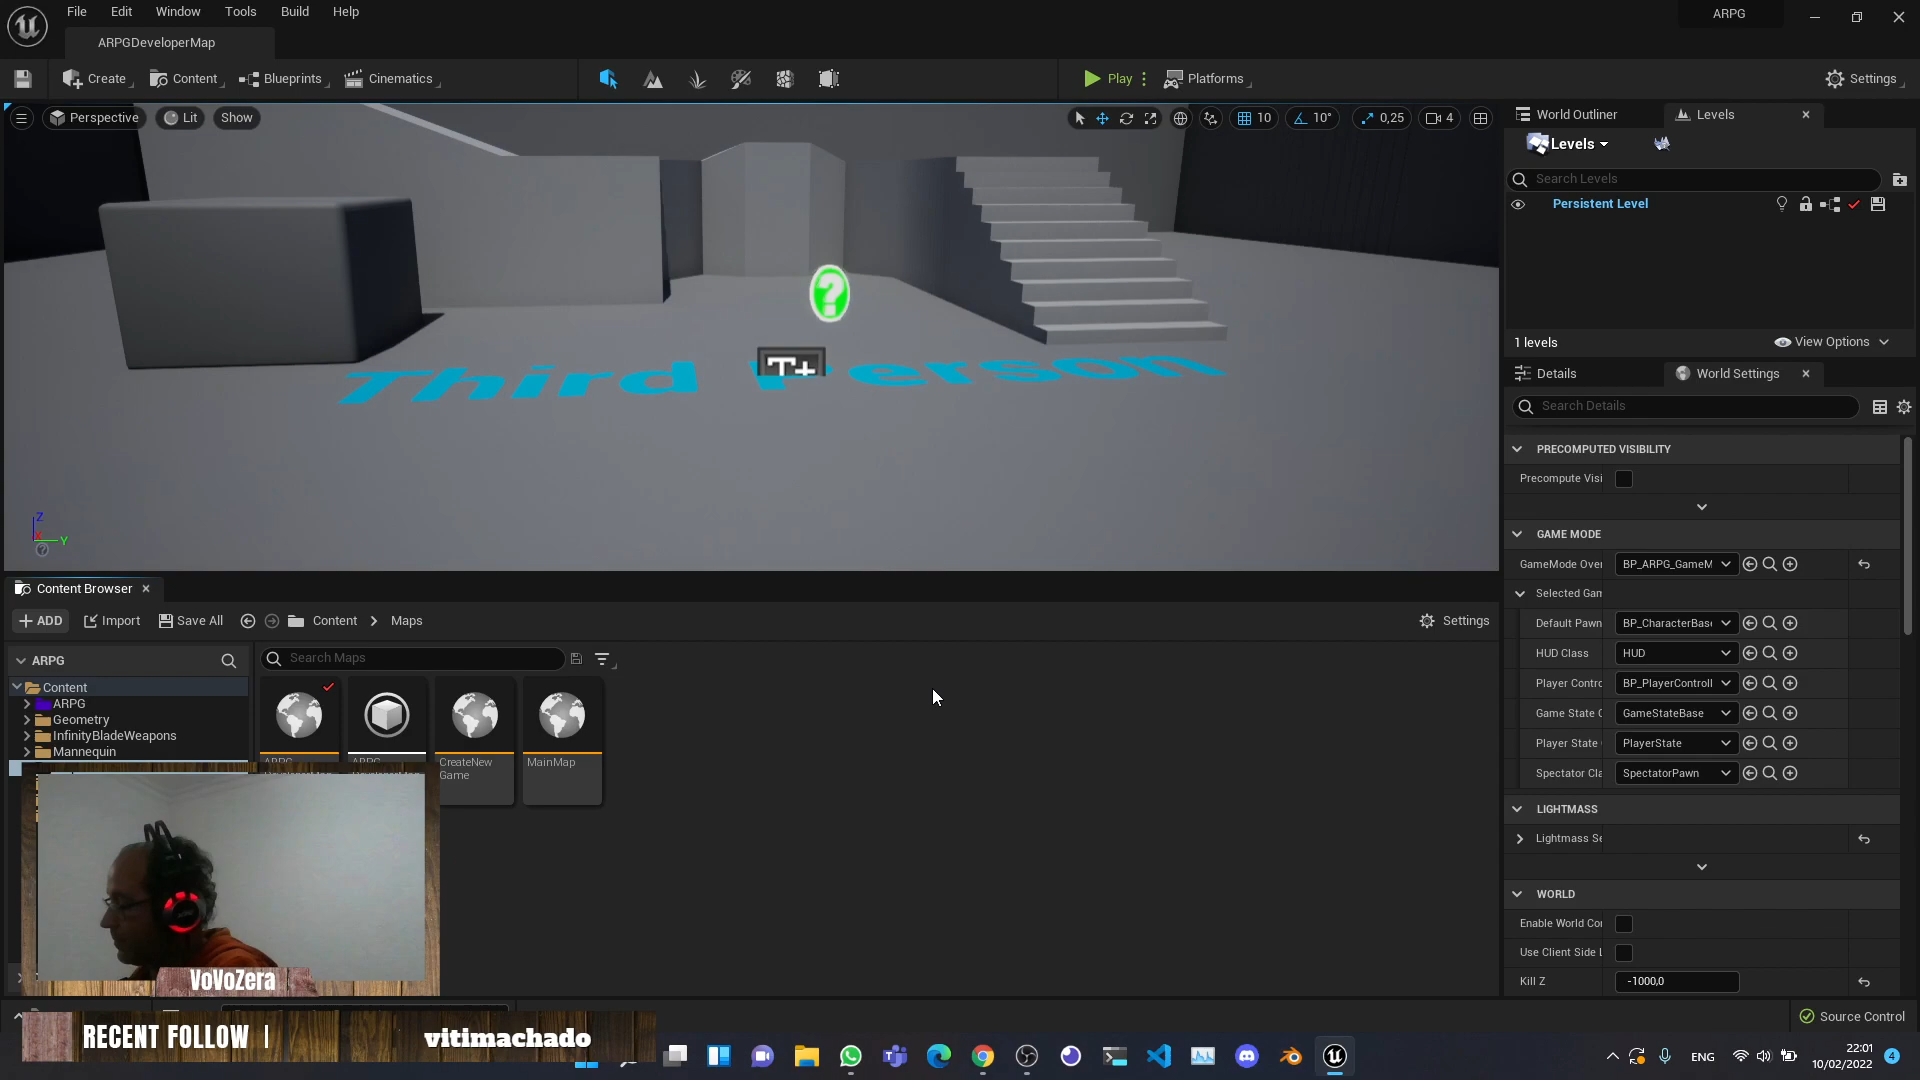 File Edit Window Tools Build Help
ARPG
ARPGDeveloperMap
Create Content Blueprints Cinematics
Play Platforms
Settings
Perspective Lit Show
10 10° 0,25 4
Third Person
T+
?
Z
X
Y
World Outliner Levels
Levels
Search Levels
Persistent Level
1 levels View Options
Details World Settings
Search Details
PRECOMPUTED VISIBILITY
Precompute Visi
GAME MODE
GameMode Over BP_ARPG_GameM
Selected Gam
Default Pawn BP_CharacterBas
HUD Class HUD
Player Contro BP_PlayerControll
Game State C GameStateBase
Player State PlayerState
Spectator Cla SpectatorPawn
LIGHTMASS
Lightmass Se
WORLD
Enable World Co
Use Client Side L
Kill Z -1000,0
Content Browser
ADD Import Save All Content Maps
Settings
ARPG
Search Maps
Content
ARPG
Geometry
InfinityBladeWeapons
Mannequin
CreateNew
Game
MainMap
VoVoZera
RECENT FOLLOW | vitimachado
Source Control
ENG
22:01
10/02/2022
4